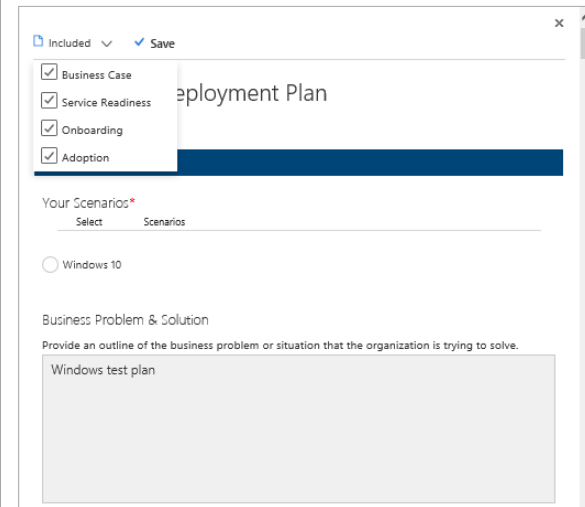 Included Save
Business Case
Service Readiness
Onboarding
Adoption
eployment Plan
Your Scenarios*
Select Scenarios
Windows 10
Business Problem & Solution
Provide an outline of the business problem or situation that the organization is trying to solve.
Windows test plan